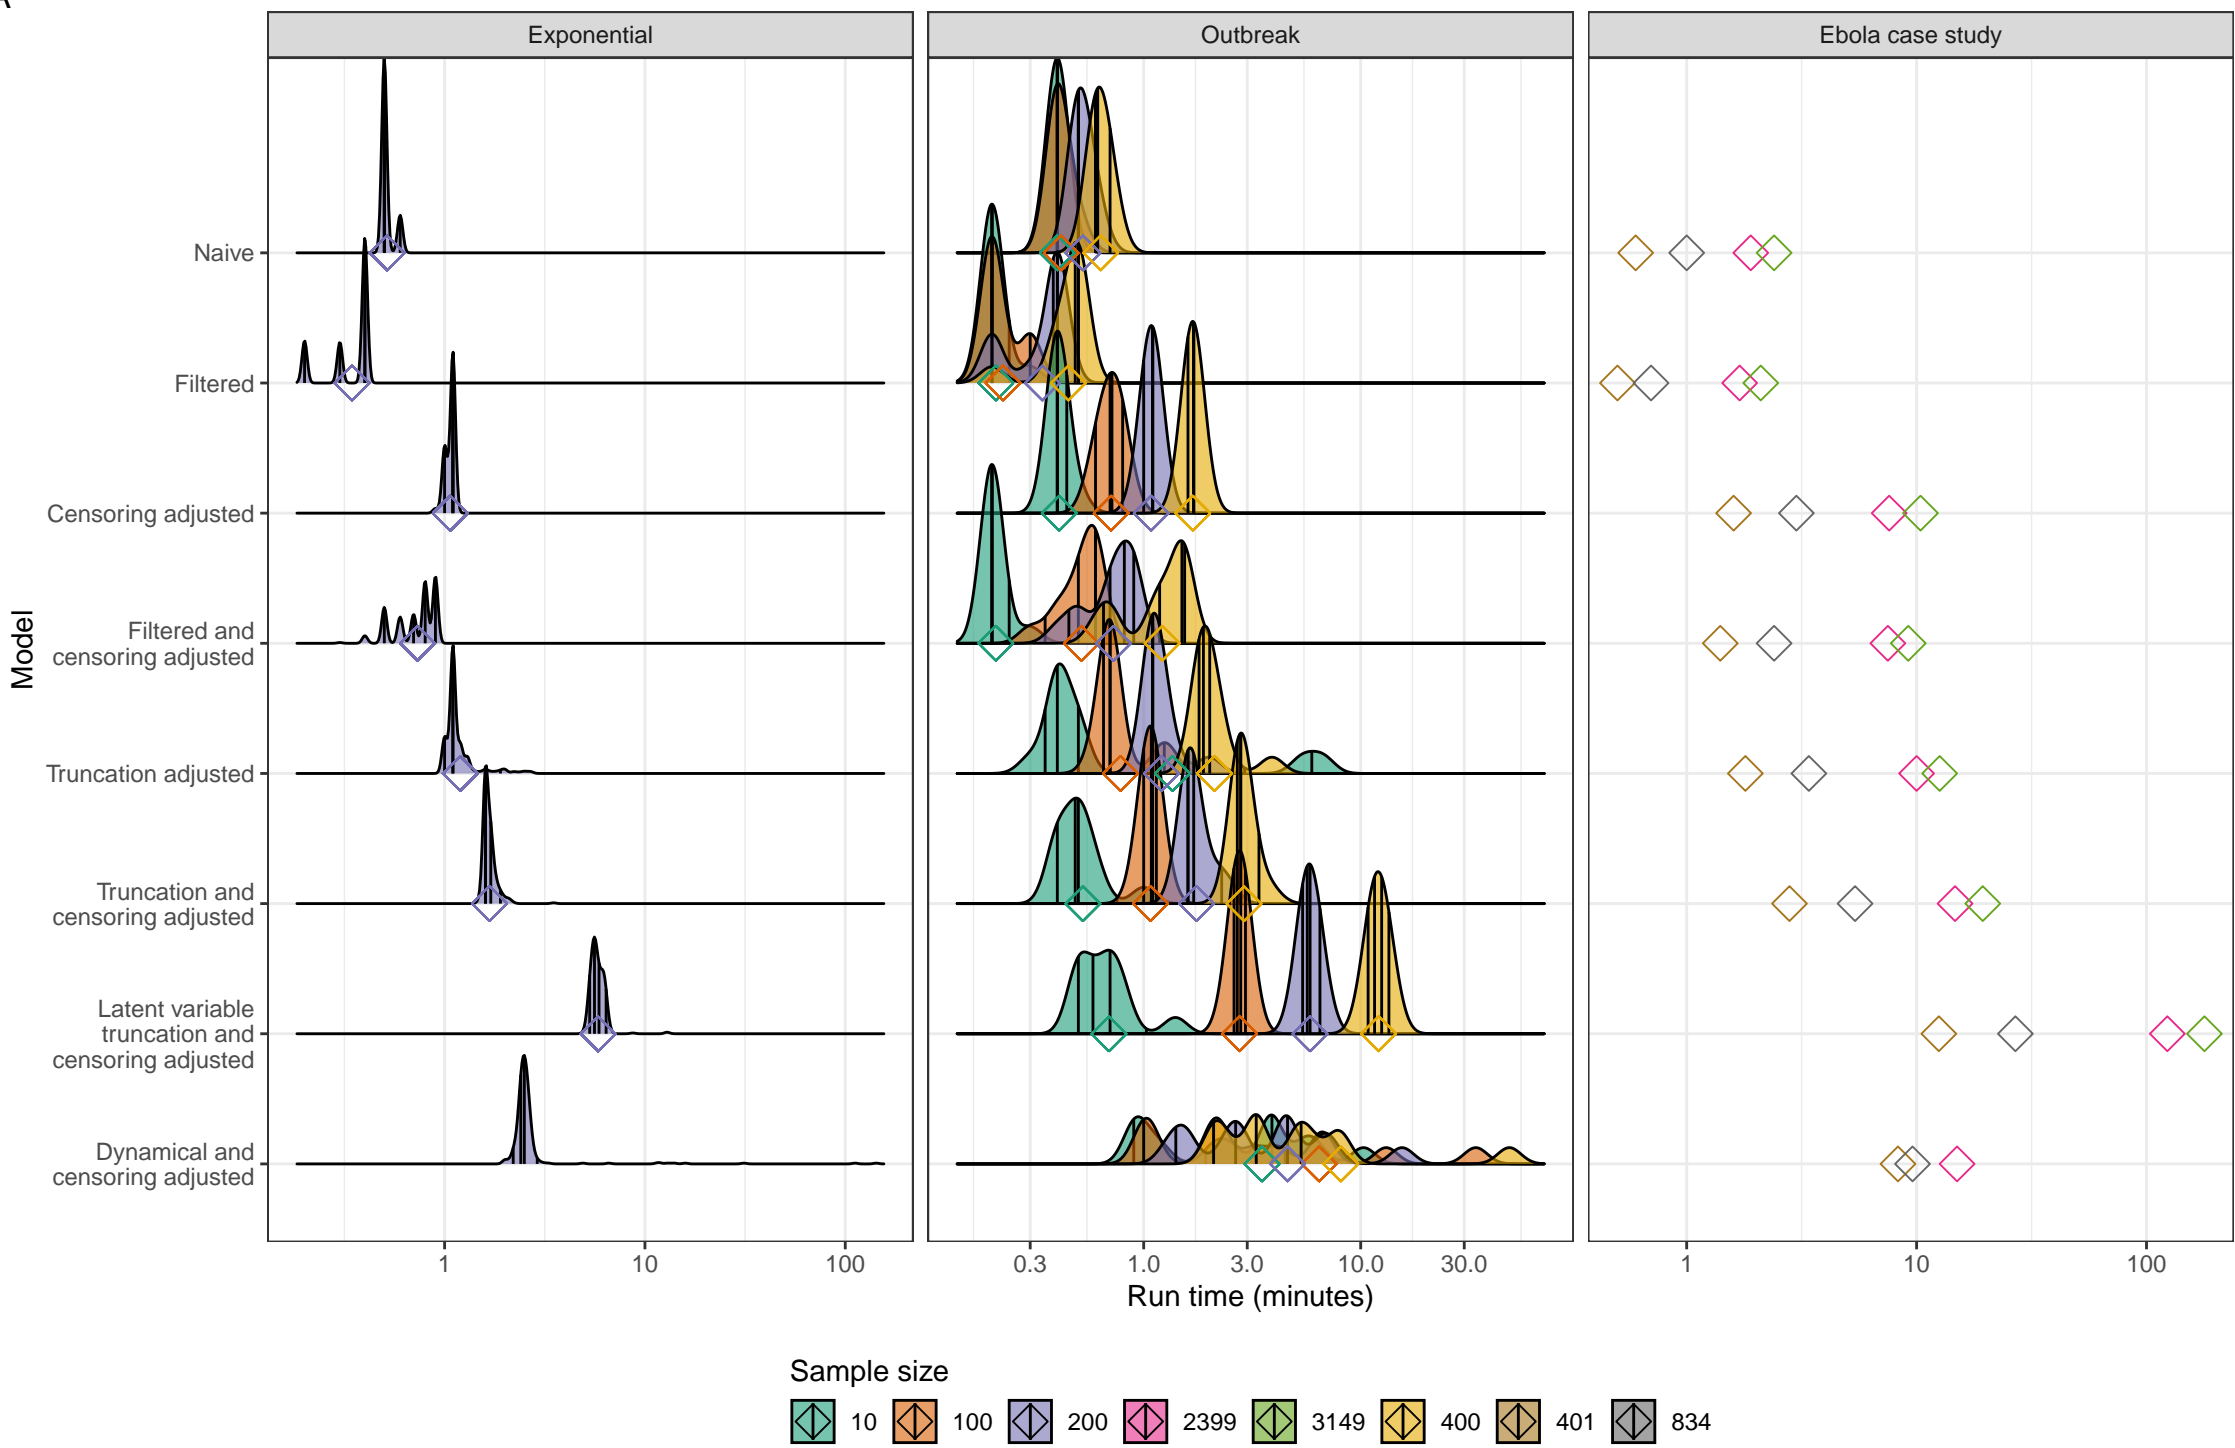 A
Exponential
Outbreak
Ebola case study
Model
Naive
Filtered
Censoring adjusted
Filtered and
censoring adjusted
Truncation adjusted
Truncation and
censoring adjusted
Latent variable
truncation and
censoring adjusted
Dynamical and
censoring adjusted
1 10 100
0.3 1.0 3.0 10.0 30.0
1 10 100
Run time (minutes)
Sample size
10 100 200 2399 3149 400 401 834